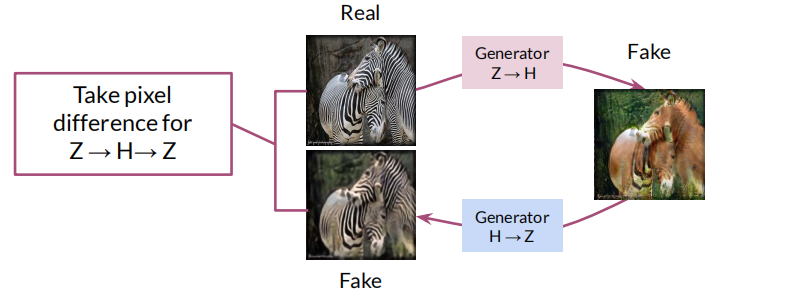 Real
Generator
Z → H
Fake
Take pixel
difference for
Z → H → Z
Generator
H → Z
Fake